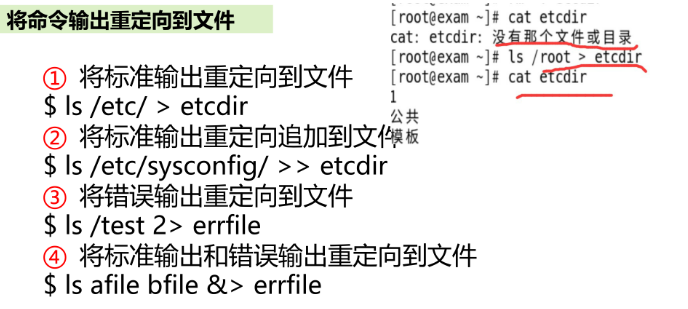 将命令输出重定向到文件
① 将标准输出重定向到文件
$ ls /etc/ > etcdir
② 将标准输出重定向追加到文件
$ ls /etc/sysconfig/ >> etcdir
③ 将错误输出重定向到文件
$ ls /test 2> errfile
④ 将标准输出和错误输出重定向到文件
$ ls afile bfile &> errfile
[root@exam ~]# cat etcdir
cat: etcdir: 没有那个文件或目录
[root@exam ~]# ls /root > etcdir
[root@exam ~]# cat etcdir
1
公共
模板